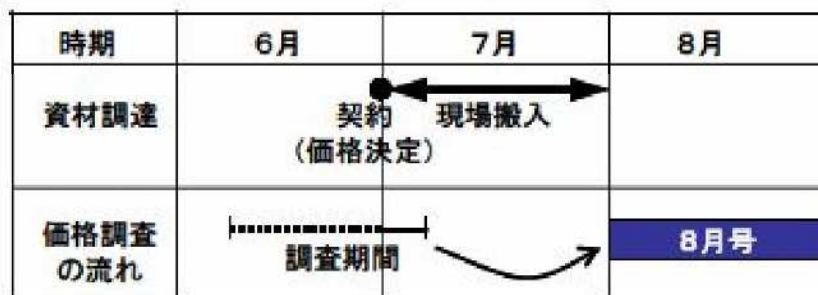 時期 6月 7月 8月
資材調達
契約 現場搬入
(価格決定)
価格調査
の流れ
調査期間
8月号